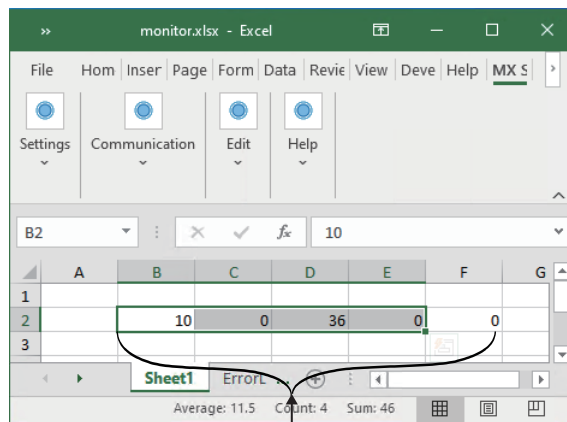 » monitor.xlsx - Excel
File Hom Inser Page Form Data Revie View Deve Help MX S
Settings Communication Edit Help
B2 fx 10
A B C D E F G
1
2 10 0 36 0 0
3
Sheet1 ErrorL ...
Average: 11.5 Count: 4 Sum: 46